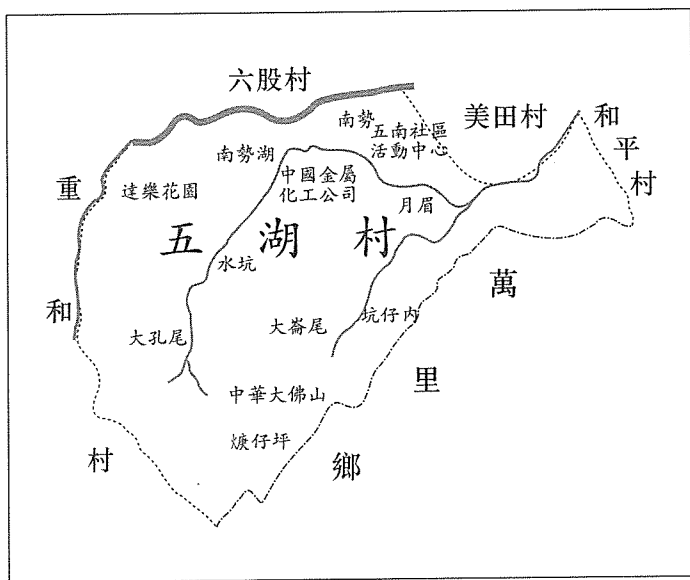 六股村
美田村
和平村
南勢
五南社區
活動中心
南勢湖
中國金屬
化工公司
重和村
達樂花園
月眉
五湖村
水坑
萬里鄉
大孔尾
大崙尾
坑仔內
中華大佛山
焿仔坪